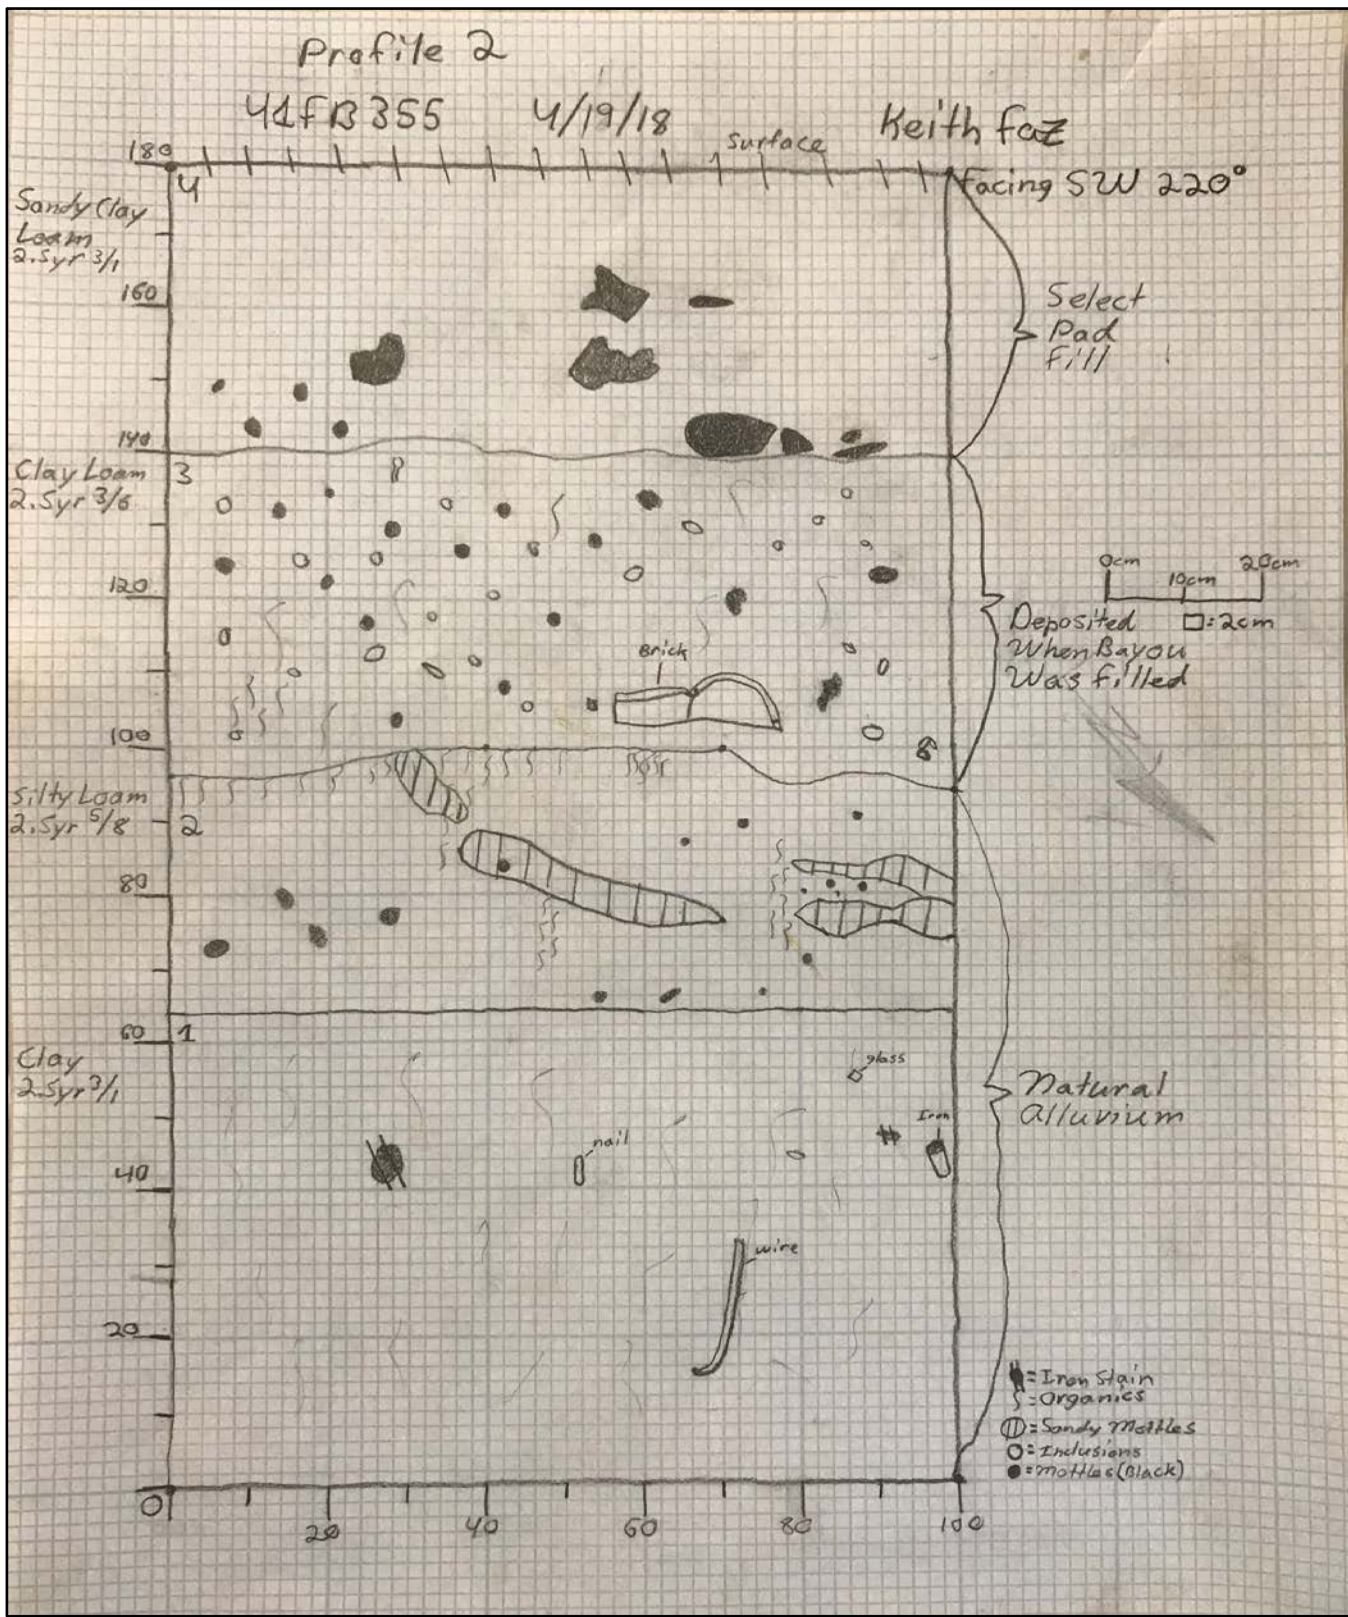 Profile 2
41FB355 4/19/18 Keith Faz
Surface
180
4
Facing SW 220°
Sandy Clay
Loam
2.5yr 3/1
160
Select
Pad
Fill
140
Clay Loam
2.5yr 3/6
3
120
0cm 10cm 20cm
□=2cm
Deposited
When Bayou
Was filled
Brick
100
Silty Loam
2.5yr 5/8
2
80
60
1
Clay
2.5yr 3/1
glass
Natural
Alluvium
nail
Iron
40
wire
20
=Iron Stain
=Organics
=Sandy Mottles
=Inclusions
=Mottles(Black)
0 20 40 60 80 100